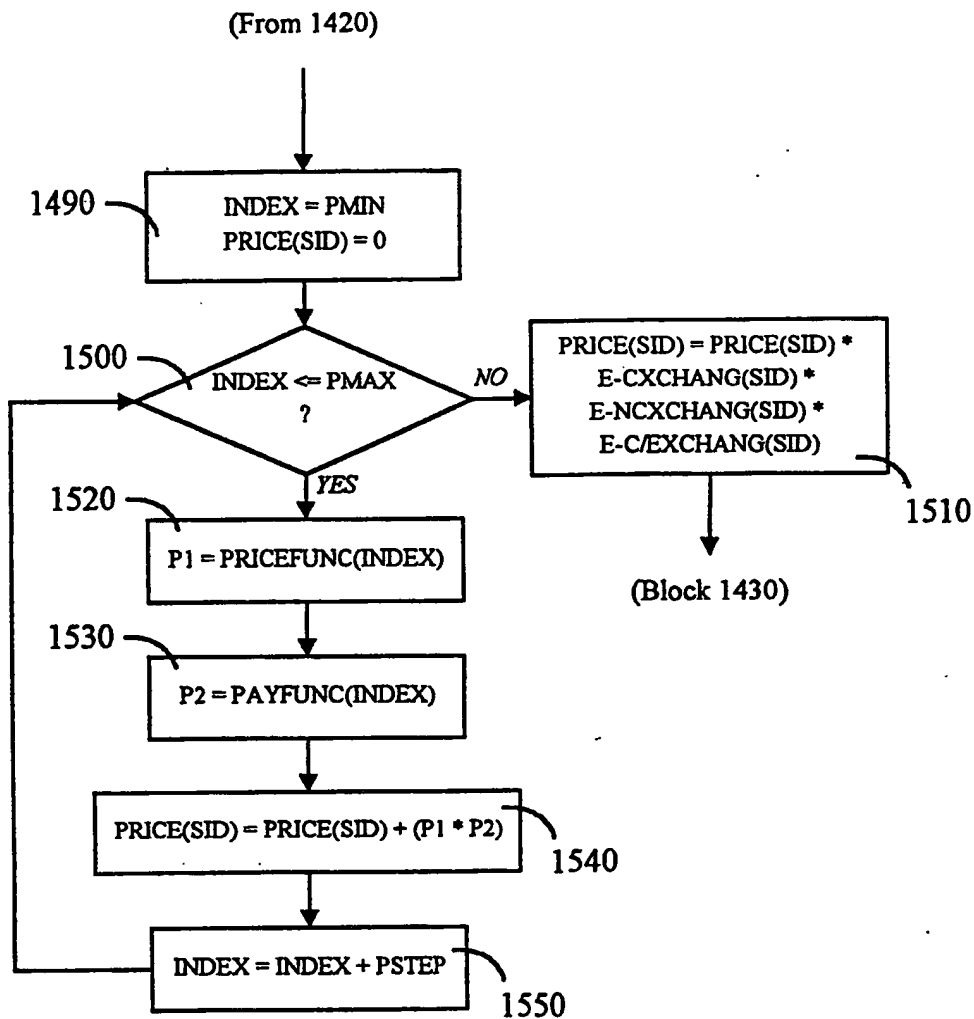 (From 1420)
1490
INDEX = PMIN
PRICE(SID) = 0
1500
INDEX <= PMAX
?
NO
PRICE(SID) = PRICE(SID) *
E-CXCHANG(SID) *
E-NCXCHANG(SID) *
E-C/EXCHANG(SID)
1510
(Block 1430)
YES
1520
P1 = PRICEFUNC(INDEX)
1530
P2 = PAYFUNC(INDEX)
PRICE(SID) = PRICE(SID) + (P1 * P2)
1540
INDEX = INDEX + PSTEP
1550